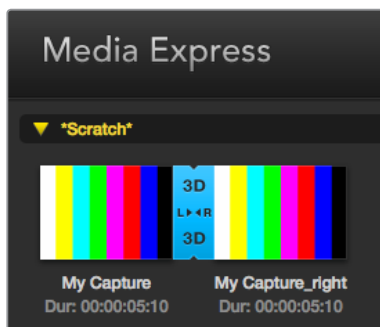 Media Express
*Scratch*
3D
L R
3D
My Capture My Capture_right
Dur: 00:00:05:10 Dur: 00:00:05:10